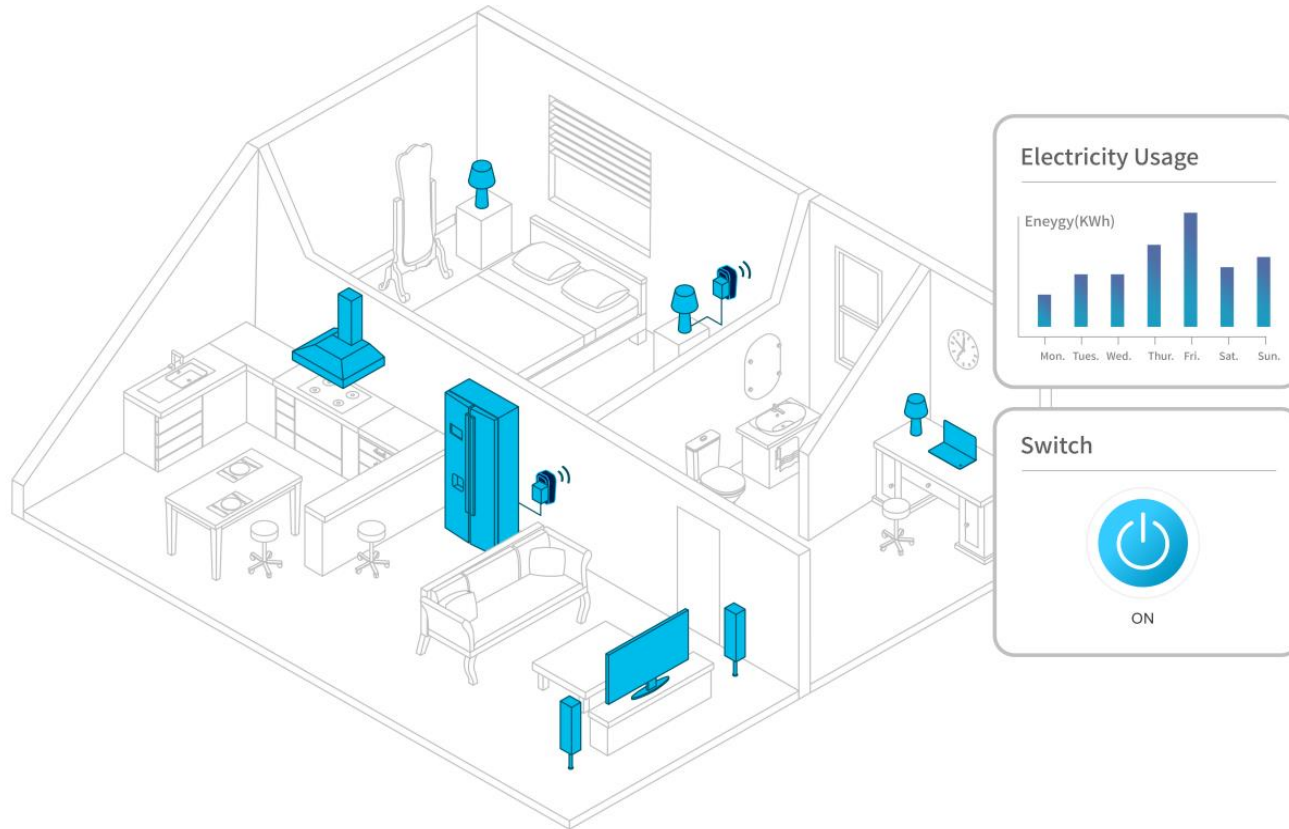 Electricity Usage
Eneygy(KWh)
Mon. Tues. Wed. Thur. Fri. Sat. Sun.
Switch
ON